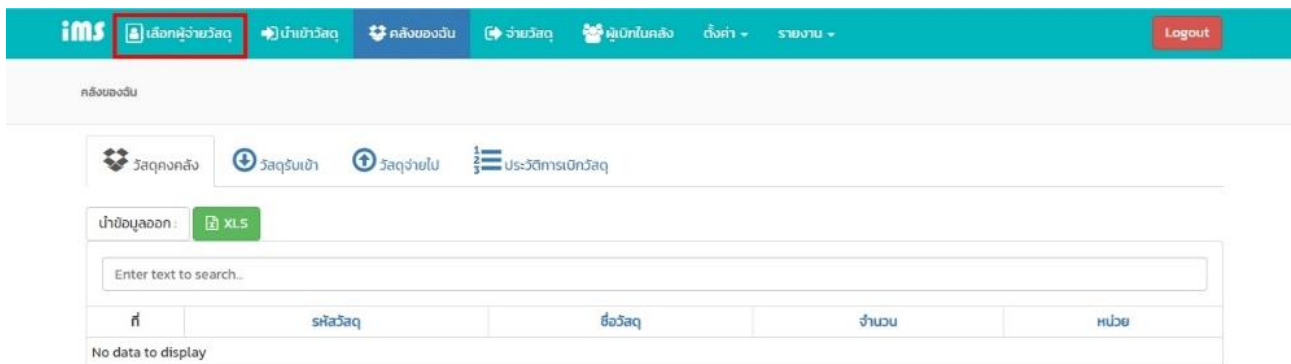 ims เลือกผู้จ่ายวัสดุ นำเข้าวัสดุ คลังของฉัน จ่ายวัสดุ ผู้เบิกในคลัง ตั้งค่า รายงาน Logout
คลังของฉัน
วัสดุคงคลัง วัสดุรับเข้า วัสดุจ่ายไป ประวัติการเบิกวัสดุ
นำข้อมูลออก : XLS
Enter text to search...
ที่ รหัสวัสดุ ชื่อวัสดุ จำนวน หน่วย
No data to display